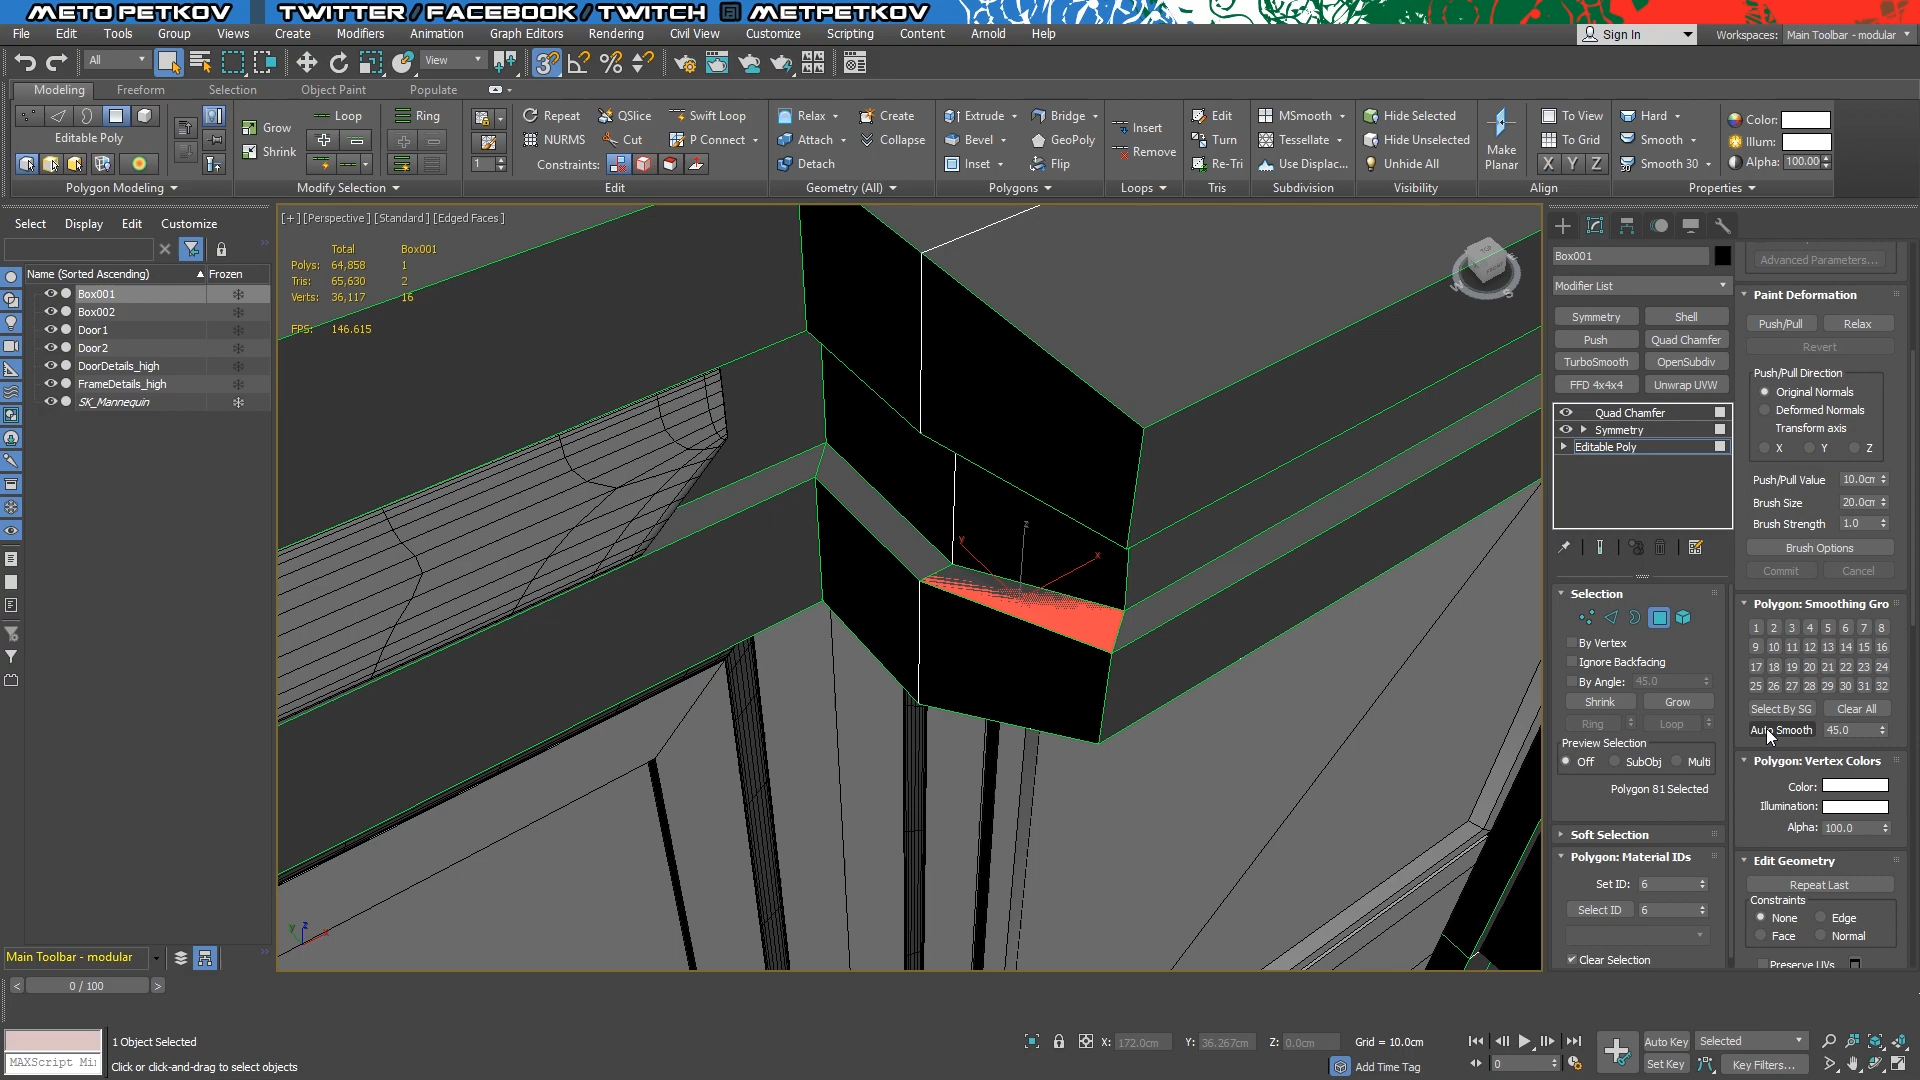 METO PETKOV TWITTER / FACEBOOK / TWITCH METPETKOV
File Edit Tools Group Views Create Modifiers Animation Graph Editors Rendering Civil View Customize Scripting Content Arnold Help
Sign In Workspaces: Main Toolbar - modular
All View
Modeling Freeform Selection Object Paint Populate
Editable Poly
Polygon Modeling
Grow Loop Ring
Shrink
Modify Selection
Repeat QSlice Swift Loop
NURMS Cut P Connect
1 Constraints:
Edit
Relax Create
Attach Collapse
Detach
Geometry (All)
Extrude Bridge
Bevel GeoPoly
Inset Flip
Polygons
Insert
Remove
Loops
Edit
Turn
Re-Tri
Tris
MSmooth
Tessellate
Use Displac...
Subdivision
Hide Selected
Hide Unselected
Unhide All
Visibility
Make Planar
To View
To Grid
X Y Z
Align
Hard
Smooth
Smooth 30
Color:
Illum:
Alpha: 100.00
Properties
Select Display Edit Customize
Name (Sorted Ascending) Frozen
Box001
Box002
Door1
Door2
DoorDetails_high
FrameDetails_high
SK_Mannequin
[+] [Perspective] [Standard] [Edged Faces]
Total Box001
Polys: 64,858 1
Tris: 65,630 2
Verts: 36,117 16
FPS: 146.615
Box001
Modifier List
Symmetry Shell
Push Quad Chamfer
TurboSmooth OpenSubdiv
FFD 4x4x4 Unwrap UVW
Quad Chamfer
Symmetry
Editable Poly
Selection
By Vertex
Ignore Backfacing
By Angle: 45.0
Shrink Grow
Ring Loop
Preview Selection
Off SubObj Multi
Polygon 81 Selected
Soft Selection
Polygon: Material IDs
Set ID: 6
Select ID 6
Clear Selection
Advanced Parameters...
Paint Deformation
Push/Pull Relax
Revert
Push/Pull Direction
Original Normals
Deformed Normals
Transform axis
X Y Z
Push/Pull Value 10.0cm
Brush Size 20.0cm
Brush Strength 1.0
Brush Options
Commit Cancel
Polygon: Smoothing Gro
1 2 3 4 5 6 7 8
9 10 11 12 13 14 15 16
17 18 19 20 21 22 23 24
25 26 27 28 29 30 31 32
Select By SG Clear All
Auto Smooth 45.0
Polygon: Vertex Colors
Color:
Illumination:
Alpha: 100.0
Edit Geometry
Repeat Last
Constraints
None Edge
Face Normal
Preserve UVs
Main Toolbar - modular
0 / 100
MAXScript Mi
1 Object Selected
Click or click-and-drag to select objects
X: 172.0cm Y: 36.267cm Z: 0.0cm Grid = 10.0cm
Add Time Tag
0
Auto Key Selected
Set Key Key Filters...